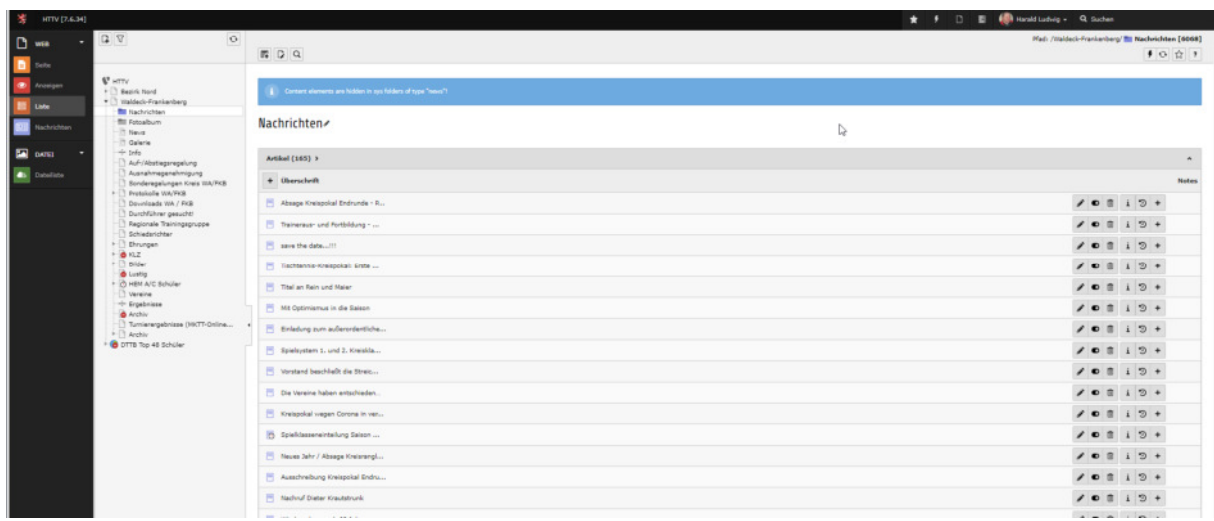 HTTV [7.6.34]
Harald Ludwig
Suchen
WEB
Seite
Anzeigen
Liste
Nachrichten
DATEI
Dateiliste
HTTV
Bezirk Nord
Waldeck-Frankenberg
Nachrichten
Fotoalbum
News
Galerie
Info
Auf-/Abstiegsregelung
Ausnahmegenehmigung
Sonderegelungen Kreis WA/FKB
Protokolle WA/FKB
Downloads WA / FKB
Durchführer gesucht!
Regionale Trainingsgruppe
Schiedsrichter
Ehrungen
KLZ
Bilder
Lustig
HEM A/C Schüler
Vereine
Ergebnisse
Archiv
Turnierergebnisse (MKTT-Online...
Archiv
DTTB Top 48 Schüler
Pfad: /Waldeck-Frankenberg/ Nachrichten [6068]
Content elements are hidden in sys folders of type "news"!
Nachrichten
Artikel (165)
Überschrift
Notes
Absage Kreispokal Endrunde - R...
Traineraus- und Fortbildung - ...
save the date...!!!
Tischtennis-Kreispokal: Erste ...
Titel an Rein und Maier
Mit Optimismus in die Saison
Einladung zum außerordentliche...
Spielsystem 1. und 2. Kreiskla...
Vorstand beschließt die Streic...
Die Vereine haben entschieden..
Kreispokal wegen Corona in ver...
Spielklasseneinteilung Saison ...
Neues Jahr / Absage Kreisrangl...
Ausschreibung Kreispokal Endru...
Nachruf Dieter Krautstrunk